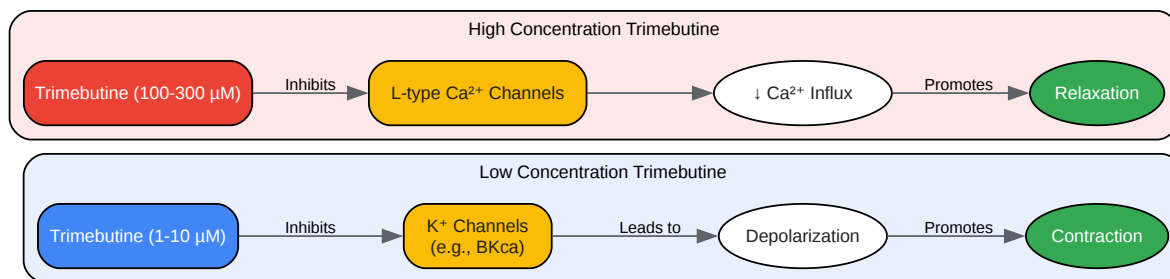 High Concentration Trimebutine
Trimebutine (100-300 µM)
Inhibits
L-type Ca²⁺ Channels
↓ Ca²⁺ Influx
Promotes
Relaxation
Low Concentration Trimebutine
Trimebutine (1-10 µM)
Inhibits
K⁺ Channels
(e.g., BKca)
Leads to
Depolarization
Promotes
Contraction